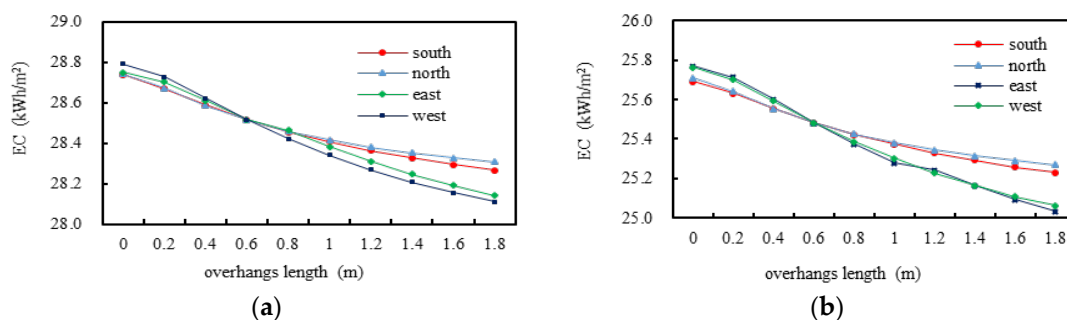 29.0
28.8
28.6
28.4
28.2
28.0
EC (kWh/m²)
south
north
east
west
0 0.2 0.4 0.6 0.8 1 1.2 1.4 1.6 1.8
overhangs length (m)
(a)
26.0
25.8
25.6
25.4
25.2
25.0
EC (kWh/m²)
south
north
east
west
0 0.2 0.4 0.6 0.8 1 1.2 1.4 1.6 1.8
overhangs length (m)
(b)